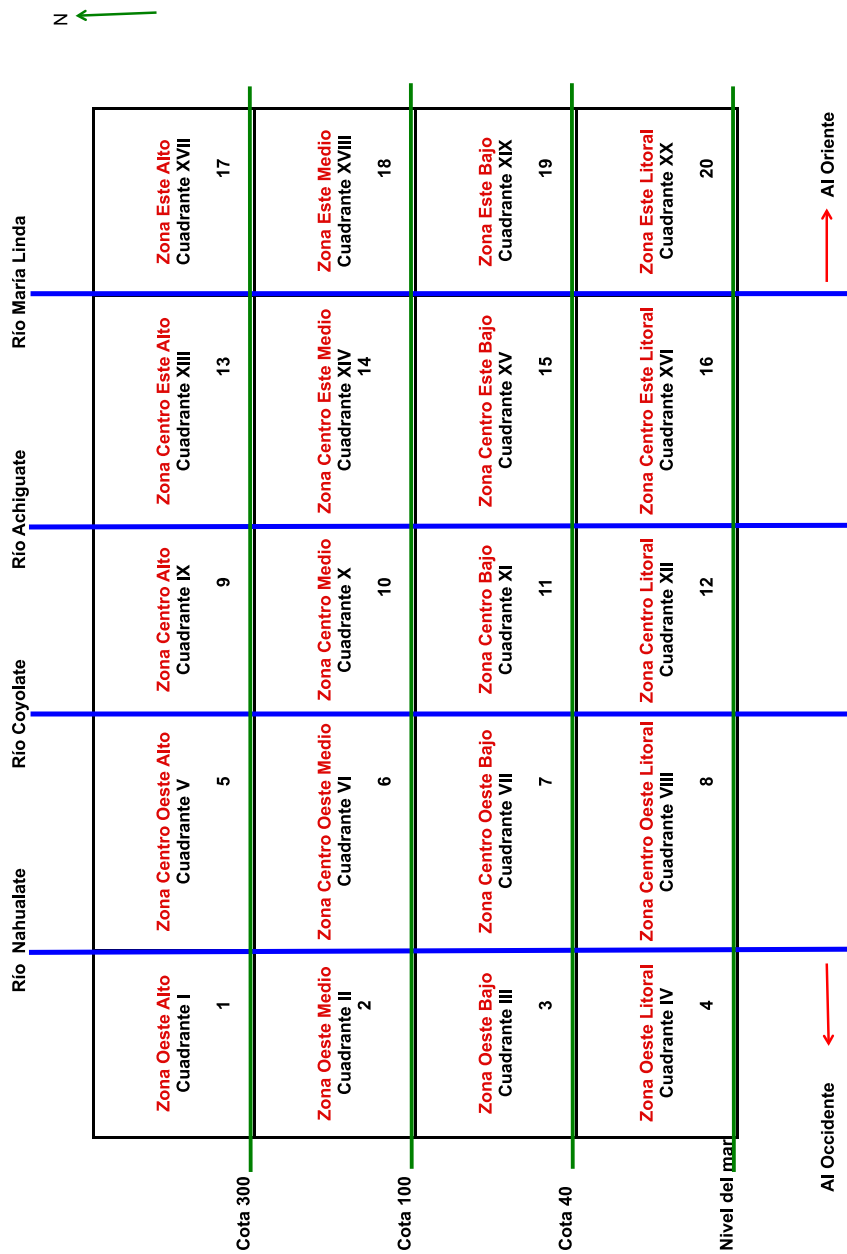 N
Río Nahualate
Río Coyolate
Río Achiguate
Río María Linda
Zona Oeste Alto
Cuadrante I
1
Zona Centro Oeste Alto
Cuadrante V
5
Zona Centro Alto
Cuadrante IX
9
Zona Centro Este Alto
Cuadrante XIII
13
Zona Este Alto
Cuadrante XVII
17
Cota 300
Zona Oeste Medio
Cuadrante II
2
Zona Centro Oeste Medio
Cuadrante VI
6
Zona Centro Medio
Cuadrante X
10
Zona Centro Este Medio
Cuadrante XIV
14
Zona Este Medio
Cuadrante XVIII
18
Cota 100
Zona Oeste Bajo
Cuadrante III
3
Zona Centro Oeste Bajo
Cuadrante VII
7
Zona Centro Bajo
Cuadrante XI
11
Zona Centro Este Bajo
Cuadrante XV
15
Zona Este Bajo
Cuadrante XIX
19
Cota 40
Zona Oeste Litoral
Cuadrante IV
4
Zona Centro Oeste Litoral
Cuadrante VIII
8
Zona Centro Litoral
Cuadrante XII
12
Zona Centro Este Litoral
Cuadrante XVI
16
Zona Este Litoral
Cuadrante XX
20
Nivel del mar
Al Occidente
Al Oriente